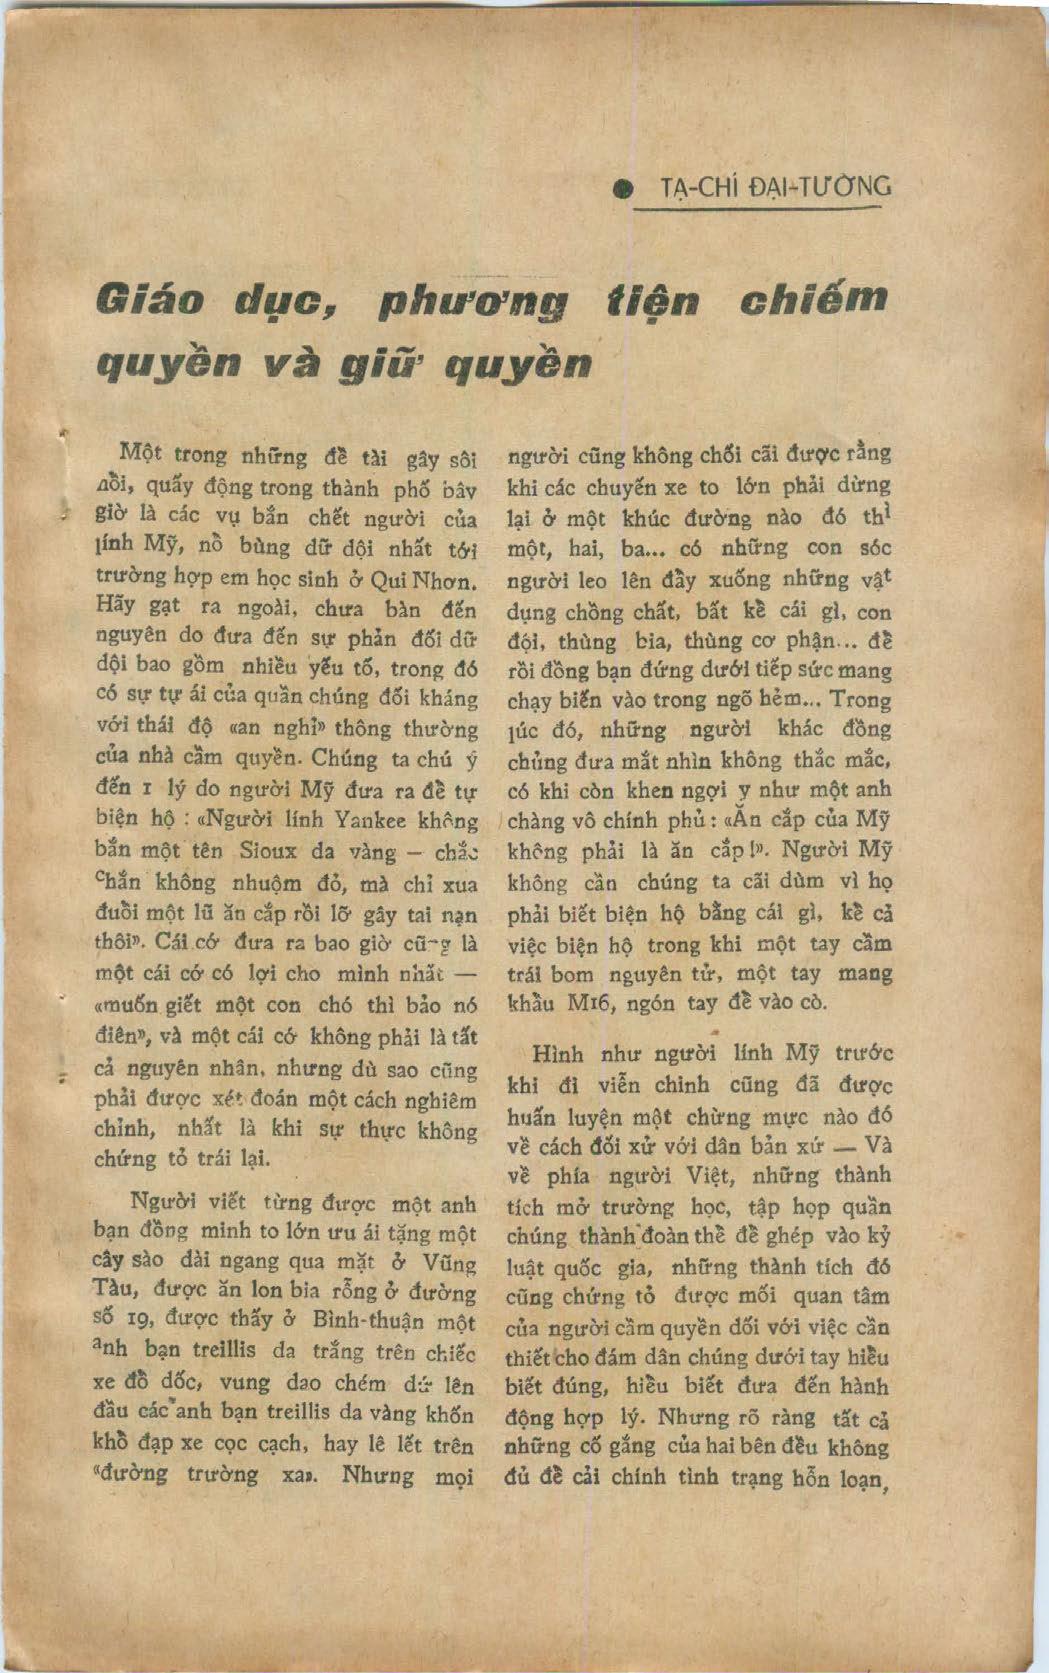 ● TẠ-CHÍ ĐẠI-TƯỜNG
Giáo dục, phương tiện chiếm
quyền và giữ quyền
Một trong những đề tài gây sôi
nổi, quấy động trong thành phố bây
giờ là các vụ bắn chết người của
lính Mỹ, nổ bùng dữ dội nhất tới
trường hợp em học sinh ở Qui Nhơn.
Hãy gạt ra ngoài, chưa bàn đến
nguyên do đưa đến sự phản đối dữ
dội bao gồm nhiều yếu tố, trong đó
có sự tự ái của quần chúng đối kháng
với thái độ «an nghỉ» thông thường
của nhà cầm quyền. Chúng ta chú ý
đến 1 lý do người Mỹ đưa ra để tự
biện hộ : «Người lính Yankee không
bắn một tên Sioux da vàng — chắc
chắn không nhuộm đỏ, mà chỉ xua
đuổi một lũ ăn cắp rồi lỡ gây tai nạn
thôi». Cái cớ đưa ra bao giờ cũng là
một cái cớ có lợi cho mình nhất —
«muốn giết một con chó thì bảo nó
điên», và một cái cớ không phải là tất
cả nguyên nhân, nhưng dù sao cũng
phải được xét đoán một cách nghiêm
chỉnh, nhất là khi sự thực không
chứng tỏ trái lại.
Người viết từng được một anh
bạn đồng minh to lớn ưu ái tặng một
cây sào dài ngang qua mặt ở Vũng
Tàu, được ăn lon bia rỗng ở đường
số 19, được thấy ở Bình-thuận một
anh bạn treillis da trắng trên chiếc
xe đổ dốc, vung dao chém dứ lên
đầu các anh bạn treillis da vàng khốn
khổ đạp xe cọc cạch, hay lê lết trên
«đường trường xa». Nhưng mọi
người cũng không chối cãi được rằng
khi các chuyến xe to lớn phải dừng
lại ở một khúc đường nào đó thì
một, hai, ba... có những con sóc
người leo lên đẩy xuống những vật
dụng chồng chất, bất kể cái gì, con
đội, thùng bia, thùng cơ phận... để
rồi đồng bạn đứng dưới tiếp sức mang
chạy biến vào trong ngõ hẻm... Trong
lúc đó, những người khác đồng
chủng đưa mắt nhìn không thắc mắc,
có khi còn khen ngợi y như một anh
chàng vô chính phủ : «Ăn cắp của Mỹ
không phải là ăn cắp !». Người Mỹ
không cần chúng ta cãi dùm vì họ
phải biết biện hộ bằng cái gì, kể cả
việc biện hộ trong khi một tay cầm
trái bom nguyên tử, một tay mang
khẩu M16, ngón tay để vào cò.
Hình như người lính Mỹ trước
khi đi viễn chinh cũng đã được
huấn luyện một chừng mực nào đó
về cách đối xử với dân bản xứ — Và
về phía người Việt, những thành
tích mở trường học, tập họp quần
chúng thành đoàn thể để ghép vào kỷ
luật quốc gia, những thành tích đó
cũng chứng tỏ được mối quan tâm
của người cầm quyền dối với việc cần
thiết cho đám dân chúng dưới tay hiểu
biết đúng, hiểu biết đưa đến hành
động hợp lý. Nhưng rõ ràng tất cả
những cố gắng của hai bên đều không
đủ để cải chính tình trạng hỗn loạn,